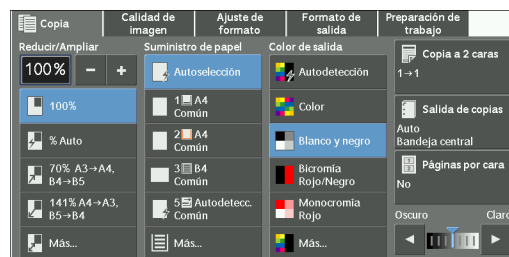 Copia
Calidad de
imagen
Ajuste de
formato
Formato de
salida
Preparación de
trabajo
Reducir/Ampliar
100%
- +
100%
% Auto
70% A3→A4,
B4→B5
141% A4→A3,
B5→B4
Más...
Suministro de papel
Autoselección
1 A4
Común
2 A4
Común
3 B4
Común
5 Autodetecc.
Común
Más...
Color de salida
Autodetección
Color
Blanco y negro
Bicromía
Rojo/Negro
Monocromía
Rojo
Más...
Copia a 2 caras
1→1
Salida de copias
Auto
Bandeja central
Páginas por cara
No
Oscuro
Claro